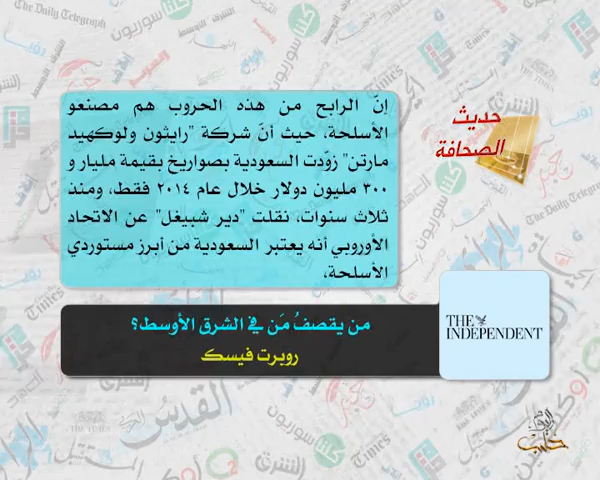 حديث
الصحافة
إنّ الرابح من هذه الحروب هم مصنعو
الأسلحة، حيث أنّ شركة "رايثون ولوكهيد
مارتن" زوّدت السعودية بصواريخ بقيمة مليار و
٣٠٠ مليون دولار خلال عام ٢٠١٤ فقط، ومنذ
ثلاث سنوات، نقلت "دير شبيغل" عن الاتحاد
الأوروبي أنه يعتبر السعودية من أبرز مستوردي
الأسلحة،
من يقصفُ مَن في الشرق الأوسط؟
روبرت فيسك
THE
INDEPENDENT
حلب اليوم